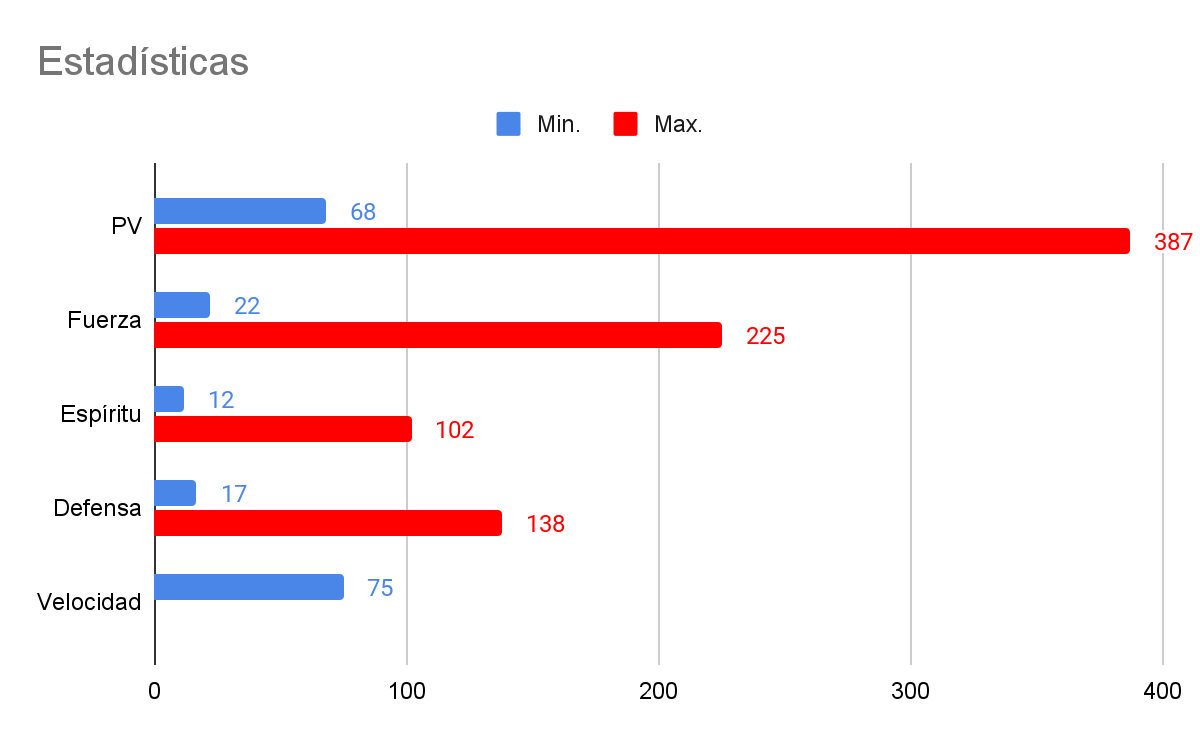 Estadísticas
Min. Max.
PV 68
387
Fuerza 22
225
Espíritu 12
102
Defensa 17
138
Velocidad 75
0 100 200 300 400